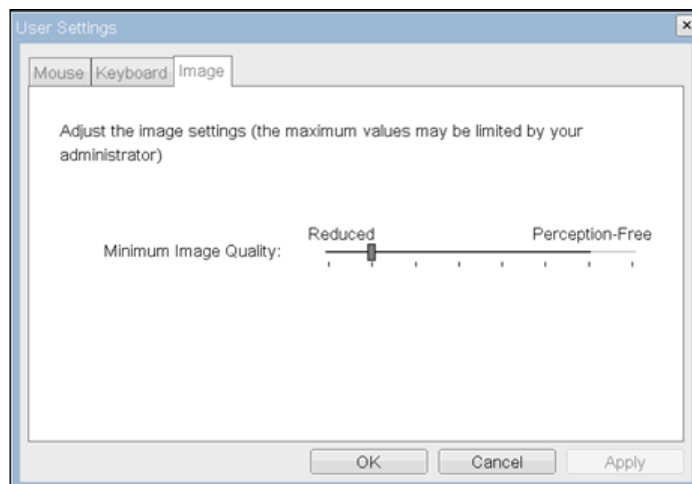 User Settings
Mouse Keyboard Image
Adjust the image settings (the maximum values may be limited by your
administrator)
Reduced Perception-Free
Minimum Image Quality:
OK Cancel Apply